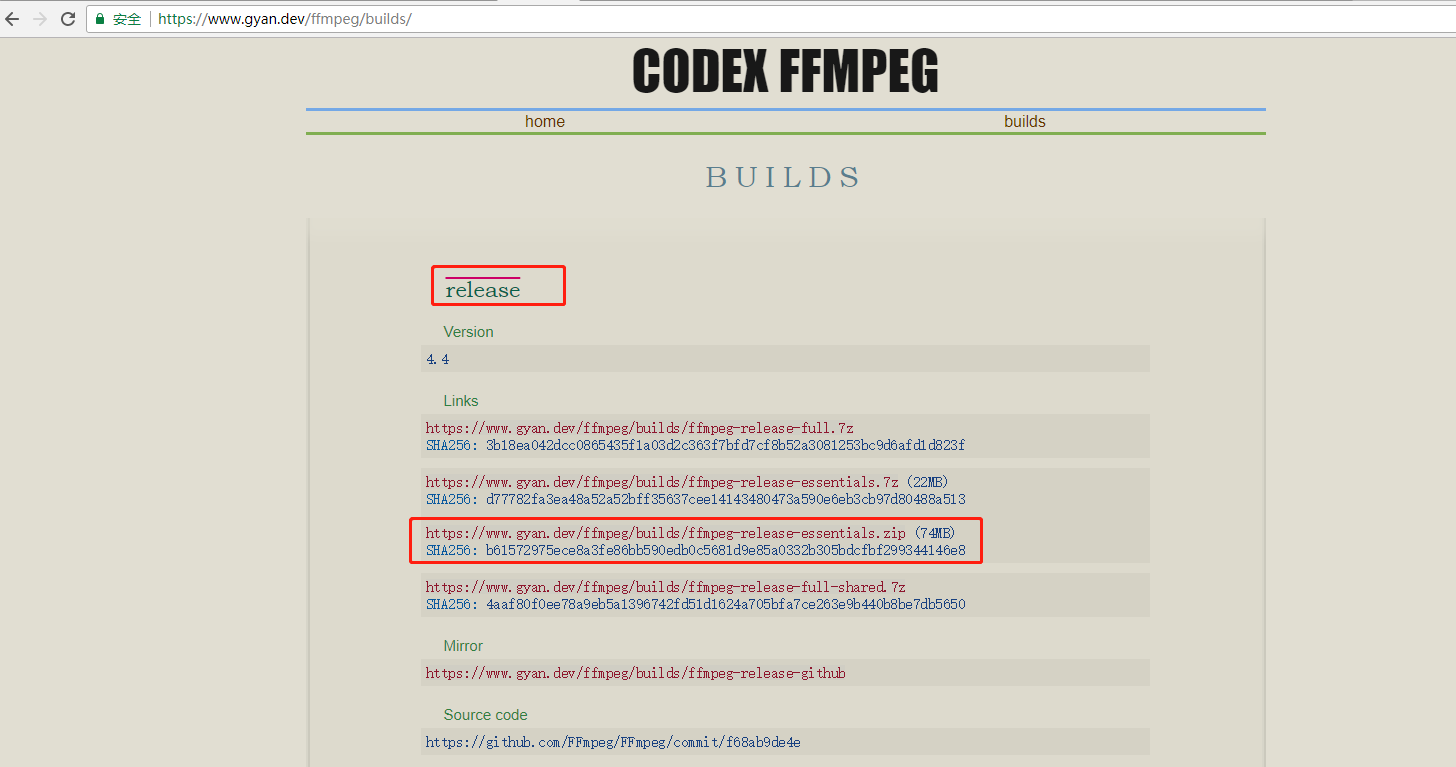 安全 https://www.gyan.dev/ffmpeg/builds/
CODEX FFMPEG
home builds
BUILDS
release
Version
4.4
Links
https://www.gyan.dev/ffmpeg/builds/ffmpeg-release-full.7z
SHA256: 3b18ea042dcc0865435f1a03d2c363f7bfd7cf8b52a3081253bc9d6afd1d823f
https://www.gyan.dev/ffmpeg/builds/ffmpeg-release-essentials.7z (22MB)
SHA256: d77782fa3ea48a52a52bff35637cee14143480473a590e6eb3cb97d80488a513
https://www.gyan.dev/ffmpeg/builds/ffmpeg-release-essentials.zip (74MB)
SHA256: b61572975ece8a3fe86bb590edb0c5681d9e85a0332b305bdcfbf299344146e8
https://www.gyan.dev/ffmpeg/builds/ffmpeg-release-full-shared.7z
SHA256: 4aaf80f0ee78a9eb5a1396742fd51d1624a705bfa7ce263e9b440b8be7db5650
Mirror
https://www.gyan.dev/ffmpeg/builds/ffmpeg-release-github
Source code
https://github.com/FFmpeg/FFmpeg/commit/f68ab9de4e